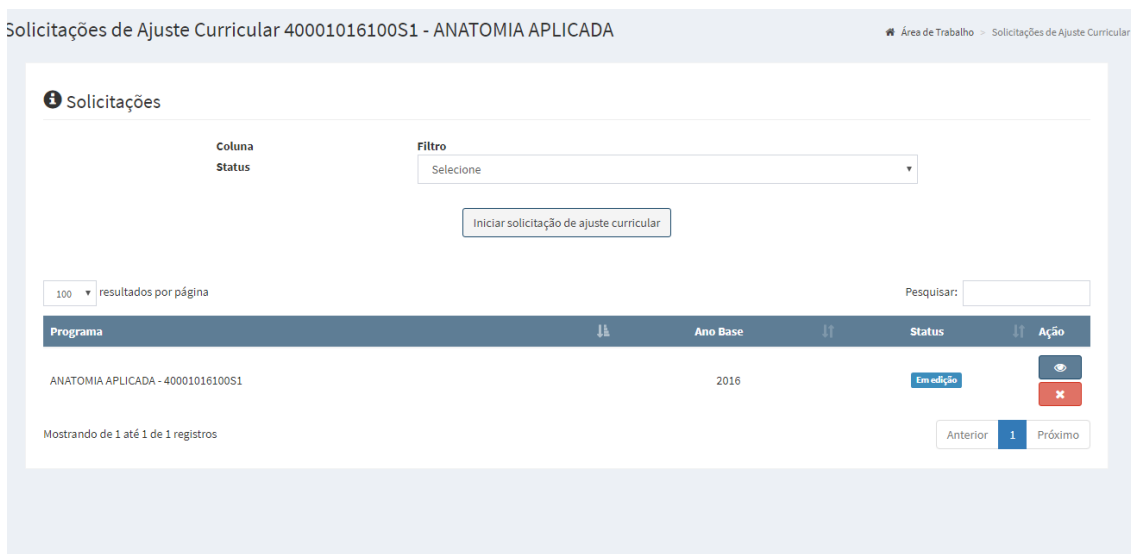 Solicitações de Ajuste Curricular 40001016100S1 - ANATOMIA APLICADA
Área de Trabalho > Solicitações de Ajuste Curricular
Solicitações
Coluna Filtro
Status Selecione
Iniciar solicitação de ajuste curricular
100 resultados por página Pesquisar:
Programa Ano Base Status Ação
ANATOMIA APLICADA - 40001016100S1 2016 Em edição
Mostrando de 1 até 1 de 1 registros Anterior 1 Próximo